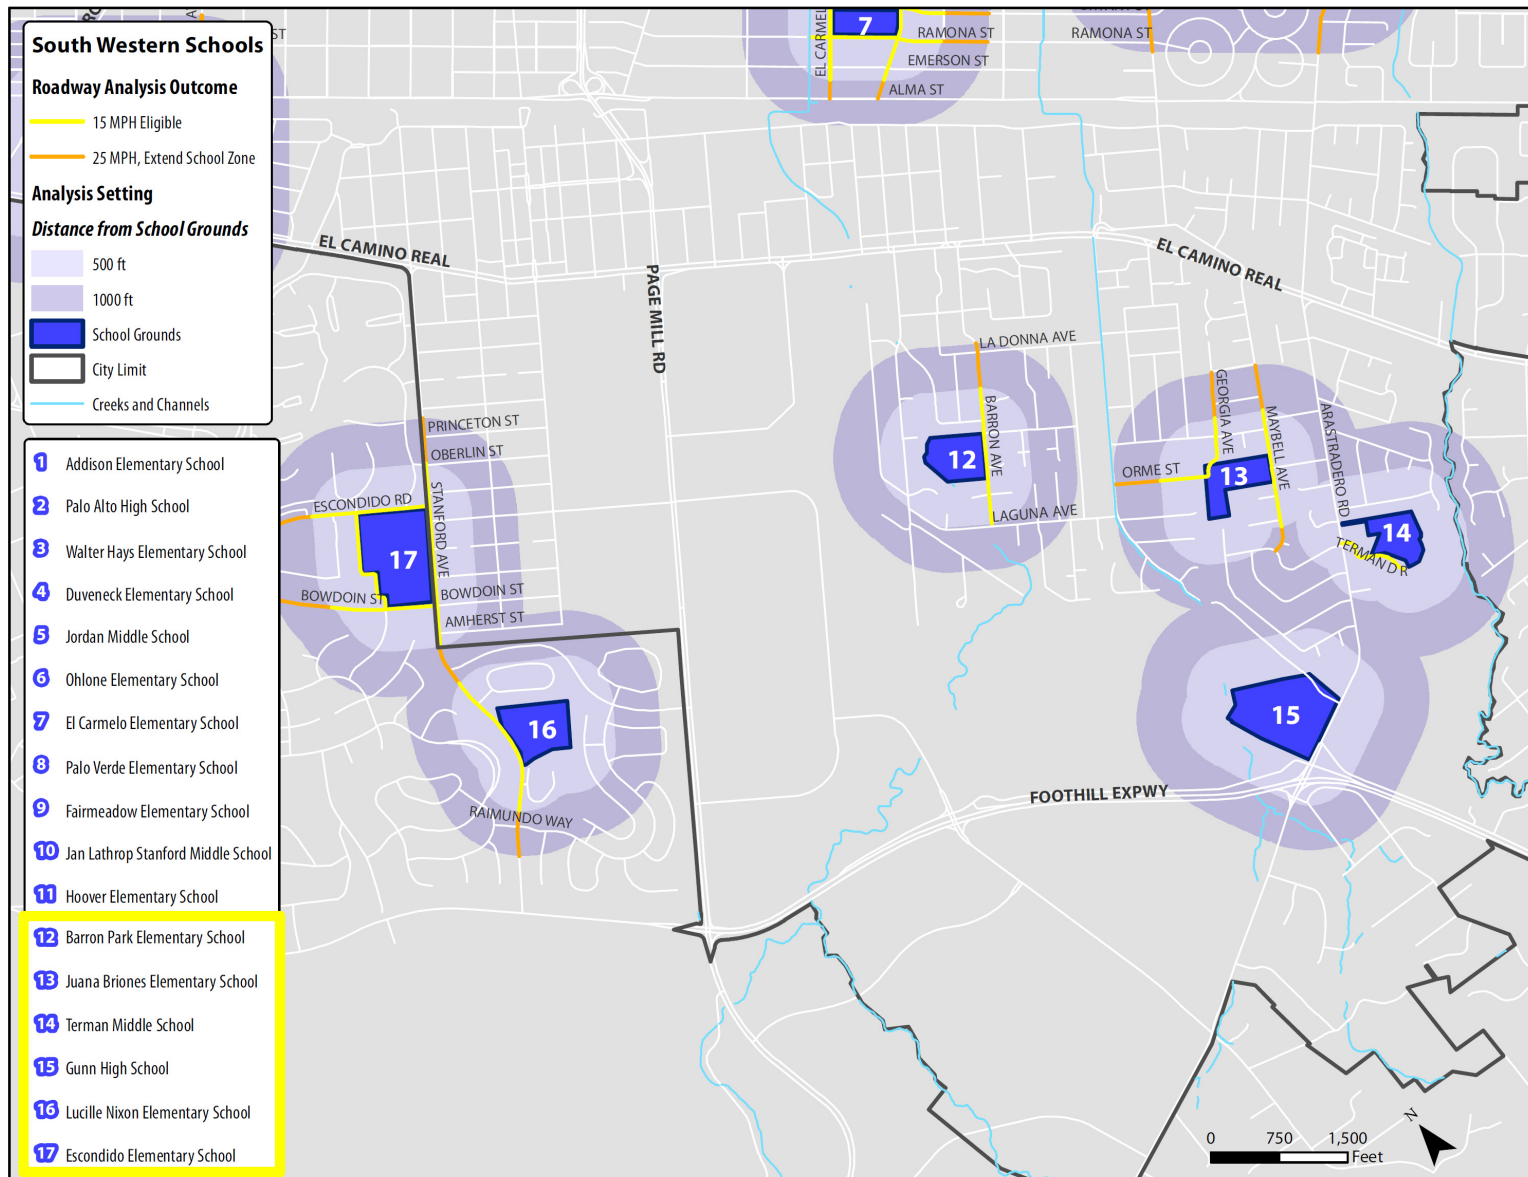 South Western Schools
Roadway Analysis Outcome
15 MPH Eligible
25 MPH, Extend School Zone
Analysis Setting
Distance from School Grounds
500 ft
1000 ft
School Grounds
City Limit
Creeks and Channels
1 Addison Elementary School
2 Palo Alto High School
3 Walter Hays Elementary School
4 Duveneck Elementary School
5 Jordan Middle School
6 Ohlone Elementary School
7 El Carmelo Elementary School
8 Palo Verde Elementary School
9 Fairmeadow Elementary School
10 Jan Lathrop Stanford Middle School
11 Hoover Elementary School
12 Barron Park Elementary School
13 Juana Briones Elementary School
14 Terman Middle School
15 Gunn High School
16 Lucille Nixon Elementary School
17 Escondido Elementary School
ST
7
EL CARMEL
RAMONA ST
EMERSON ST
ALMA ST
RAMONA ST
EL CAMINO REAL
PAGE MILL RD
EL CAMINO REAL
PRINCETON ST
OBERLIN ST
ESCONDIDO RD
STANFORD AVE
17
BOWDOIN ST
BOWDOIN ST
AMHERST ST
16
RAIMUNDO WAY
LA DONNA AVE
BARRON AVE
12
LAGUNA AVE
GEORGIA AVE
MAYBELL AVE
ARASTRADERO RD
ORME ST
13
14
TERMAN DR
15
FOOTHILL EXPWY
N
0 750 1,500
Feet